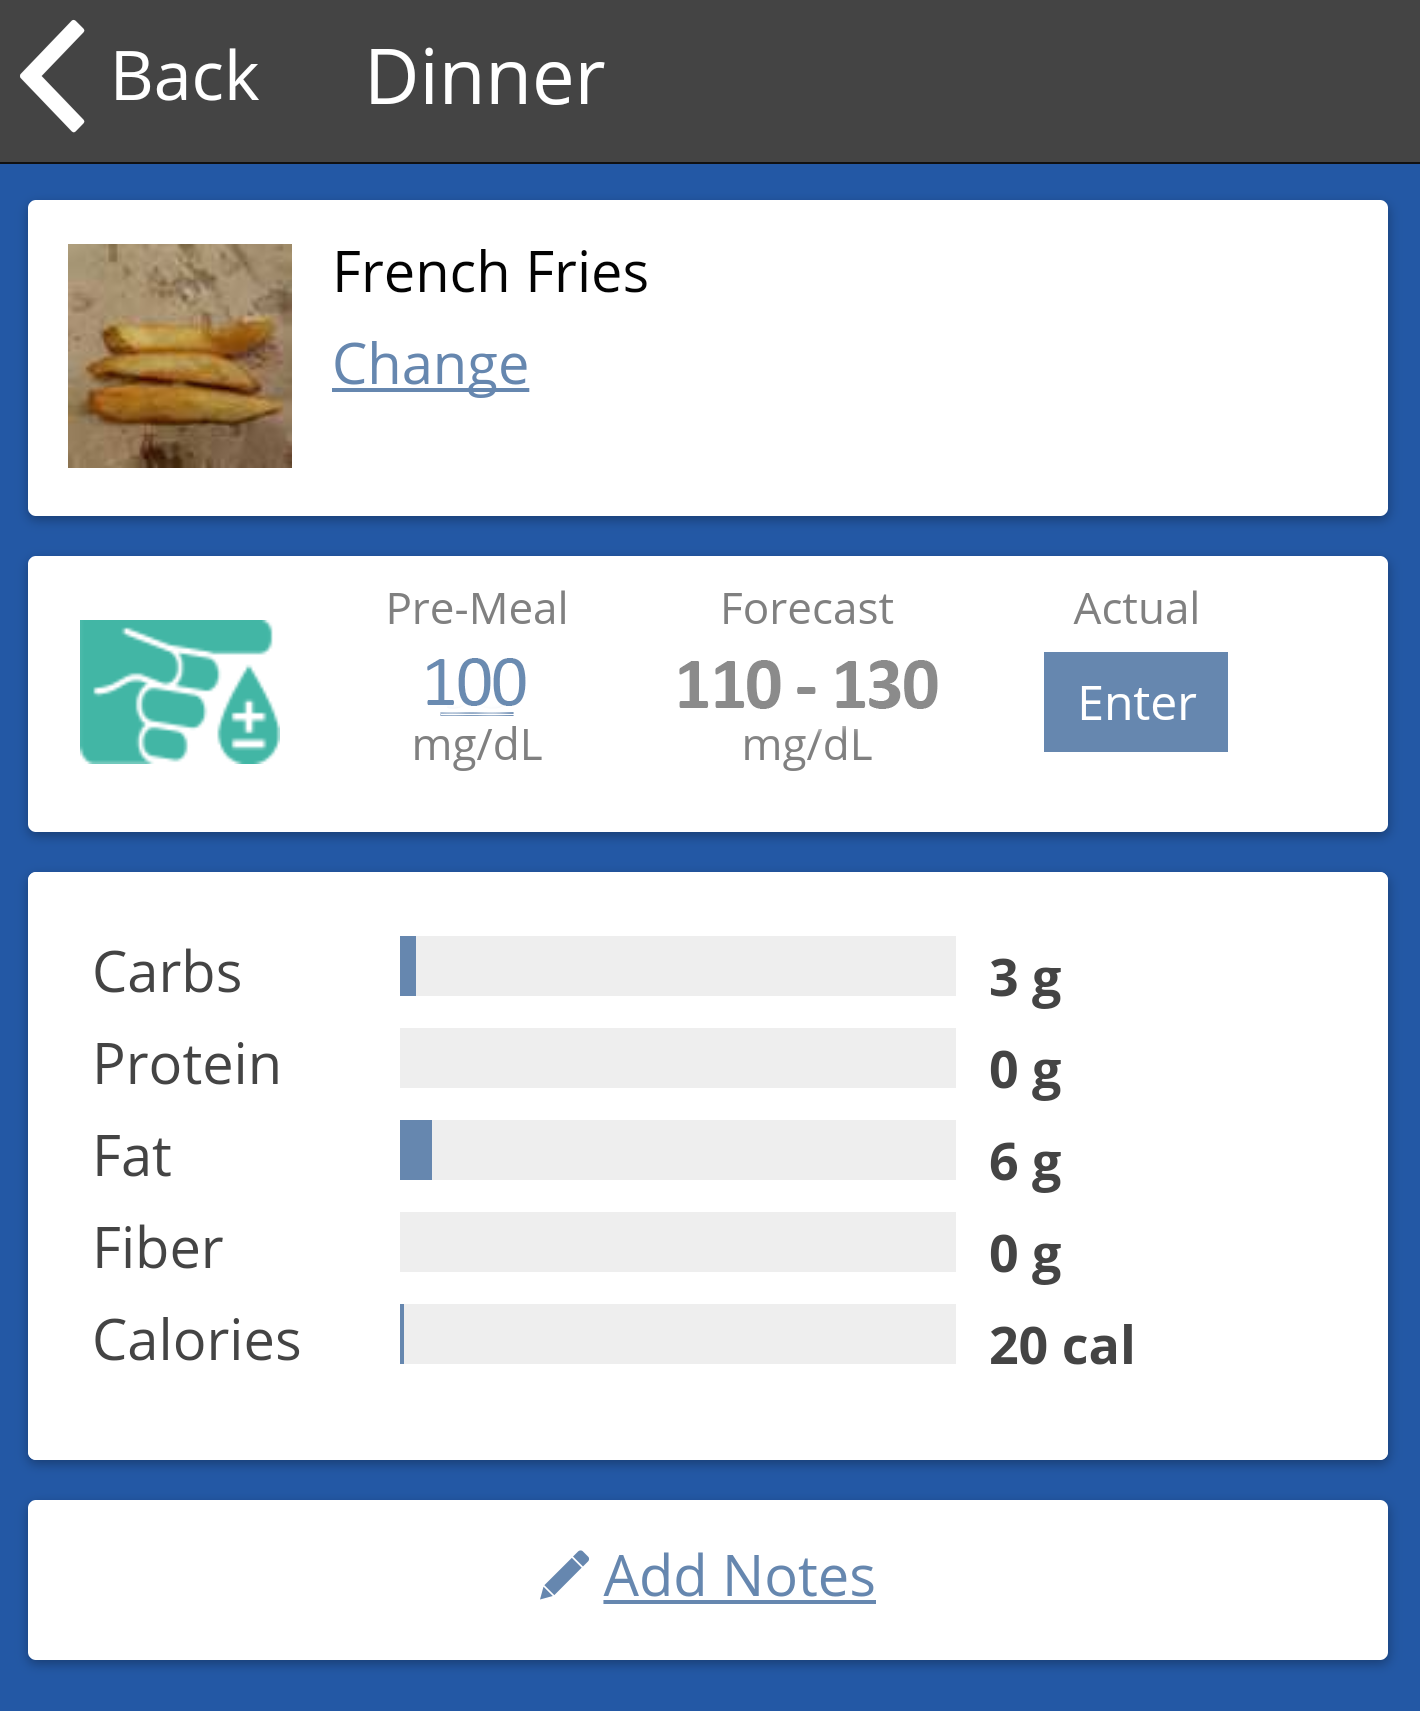 Back Dinner
French Fries
Change
Pre-Meal Forecast Actual
100 110 - 130 Enter
mg/dL mg/dL
Carbs 3 g
Protein 0 g
Fat 6 g
Fiber 0 g
Calories 20 cal
Add Notes